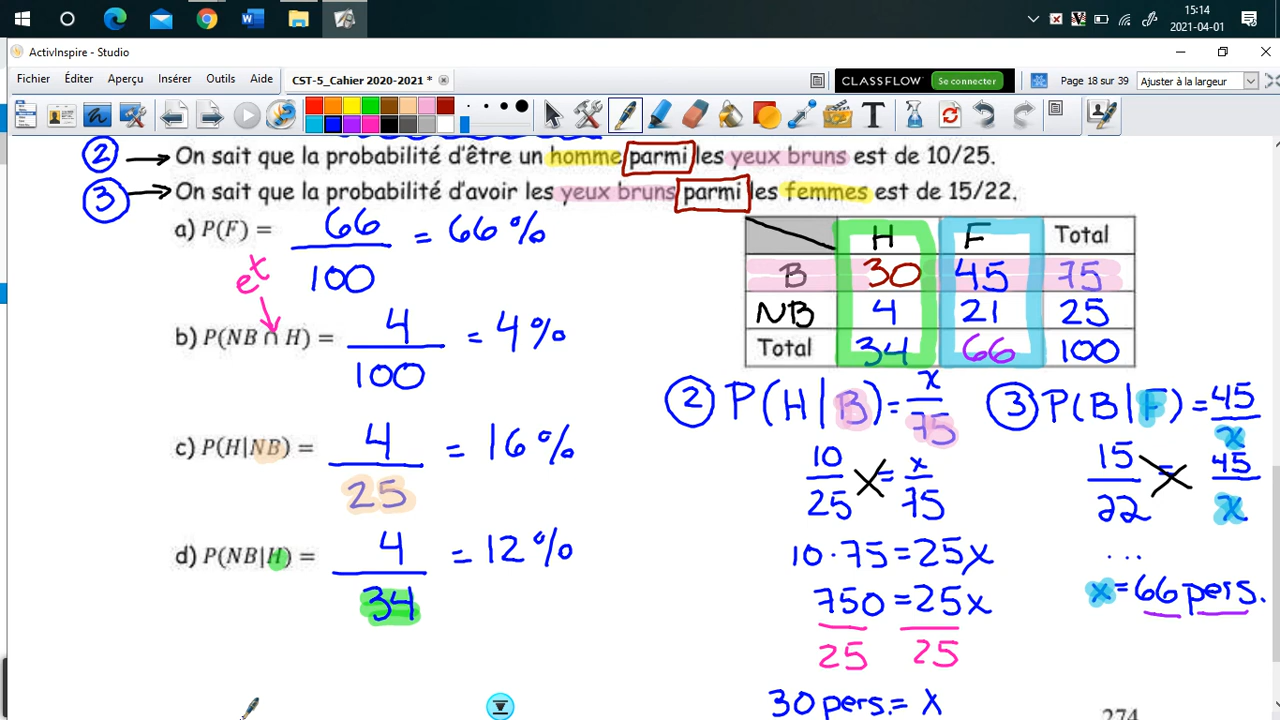 15:14
2021-04-01
ActivInspire - Studio
Fichier Éditer Aperçu Insérer Outils Aide CST-5_Cahier 2020-2021 * CLASSFLOW Se connecter Page 18 sur 39 Ajuster à la largeur
② → On sait que la probabilité d'être un homme parmi les yeux bruns est de 10/25.
③ → On sait que la probabilité d'avoir les yeux bruns parmi les femmes est de 15/22.
a) P(F) = 66/100 = 66 %
et
b) P(NB ∩ H) = 4/100 = 4 %
c) P(H|NB) = 4/25 = 16 %
d) P(NB|H) = 4/34 = 12 %
H F Total
B 30 45 75
NB 4 21 25
Total 34 66 100
② P(H|B) = x/75
10/25 = x/75
10·75 = 25x
750 = 25x
25 25
30 pers. = x
③ P(B|F) = 45/x
15/22 = 45/x
...
x = 66 pers.
274